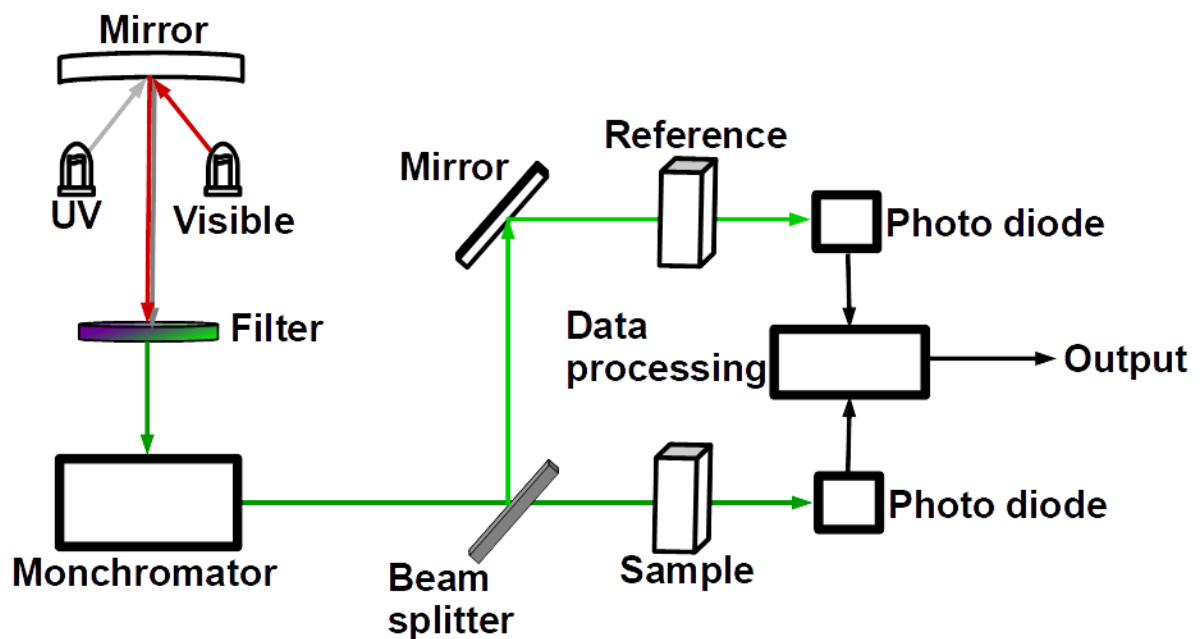 Mirror
UV
Visible
Filter
Monchromator
Beam
splitter
Mirror
Reference
Photo diode
Data
processing
Output
Sample
Photo diode